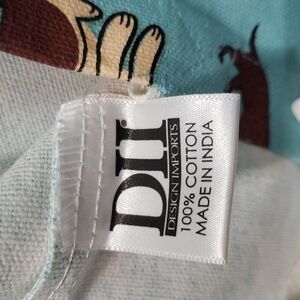 DII
DESIGN IMPORTS
100% COTTON
MADE IN INDIA